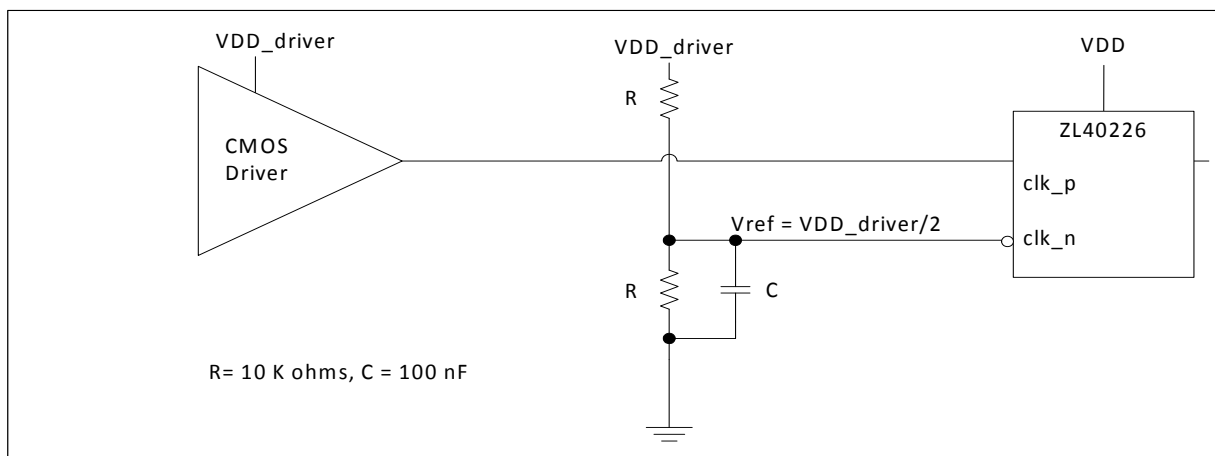 VDD_driver
VDD_driver
VDD
R
ZL40226
CMOS
Driver
clk_p
Vref = VDD_driver/2
clk_n
R
C
R= 10 K ohms, C = 100 nF